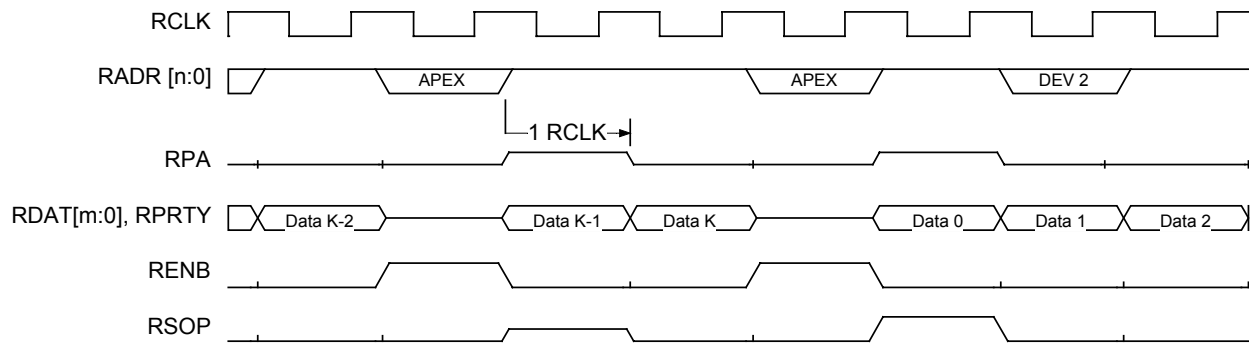 RCLK
RADR [n:0] APEX APEX DEV 2
1 RCLK
RPA
RDAT[m:0], RPRTY Data K-2 Data K-1 Data K Data 0 Data 1 Data 2
RENB
RSOP